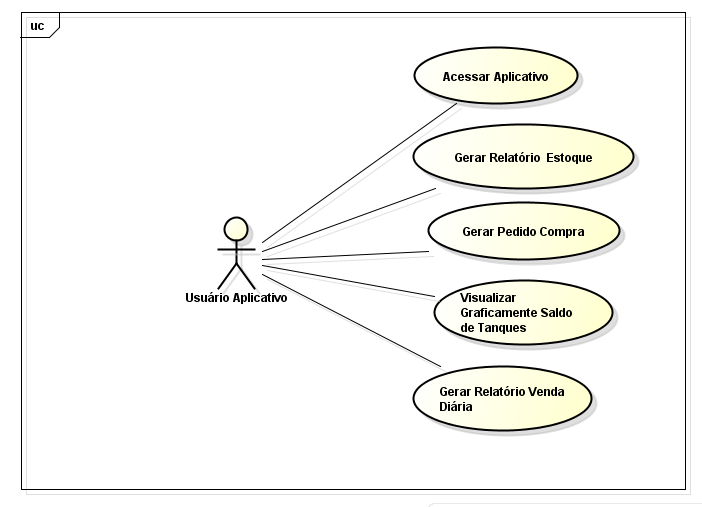 uc
Acessar Aplicativo
Gerar Relatório Estoque
Gerar Pedido Compra
Usuário Aplicativo
Visualizar
Graficamente Saldo
de Tanques
Gerar Relatório Venda
Diária